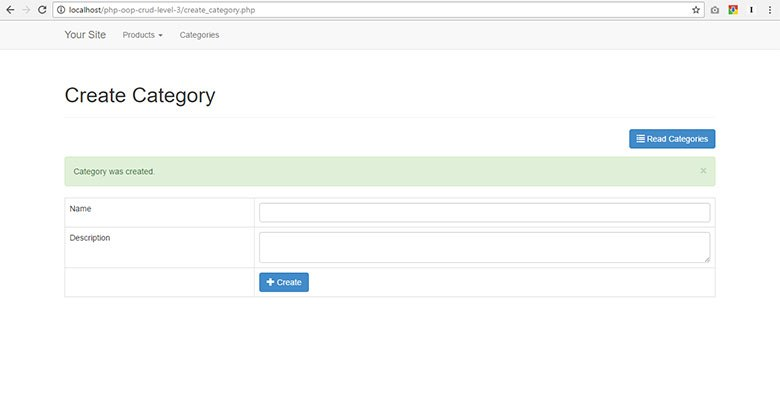 localhost/php-oop-crud-level-3/create_category.php
Your Site Products Categories
Create Category
Read Categories
Category was created. ×
Name
Description
Create